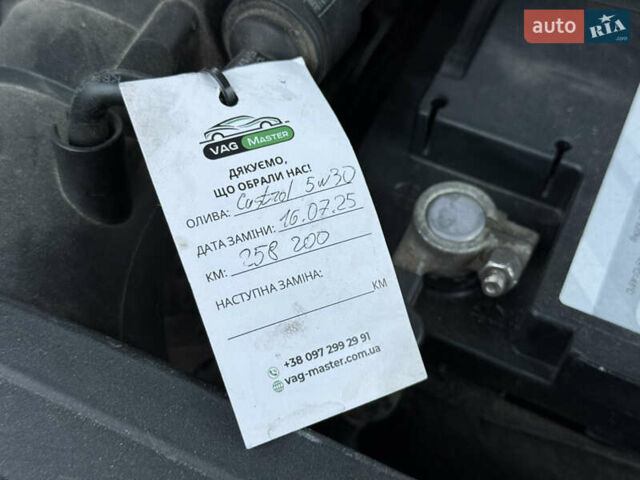 auto RIA
.com
VAG MASTER
ДЯКУЄМО,
ЩО ОБРАЛИ НАС!
ОЛИВА: Castrol 5w30
ДАТА ЗАМІНИ: 16.07.25
КМ: 258 200
НАСТУПНА ЗАМІНА:
КМ
+38 097 299 29 91
vag-master.com.ua